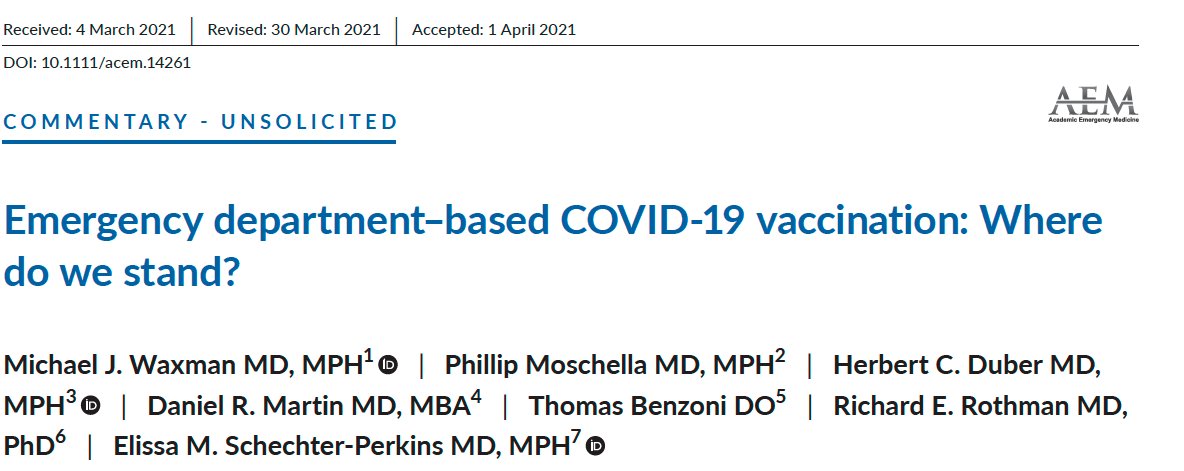 Received: 4 March 2021 | Revised: 30 March 2021 | Accepted: 1 April 2021
DOI: 10.1111/acem.14261
AEM
Academic Emergency Medicine
COMMENTARY - UNSOLICITED
Emergency department–based COVID-19 vaccination: Where
do we stand?
Michael J. Waxman MD, MPH1 iD | Phillip Moschella MD, MPH2 | Herbert C. Duber MD,
MPH3 iD | Daniel R. Martin MD, MBA4 | Thomas Benzoni DO5 | Richard E. Rothman MD,
PhD6 | Elissa M. Schechter-Perkins MD, MPH7 iD